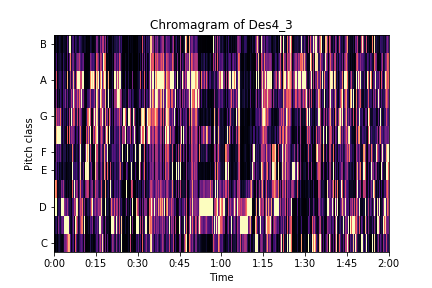 Chromagram of Des4_3
Pitch class
B
A
G
F
E
D
C
0:00 0:15 0:30 0:45 1:00 1:15 1:30 1:45 2:00
Time